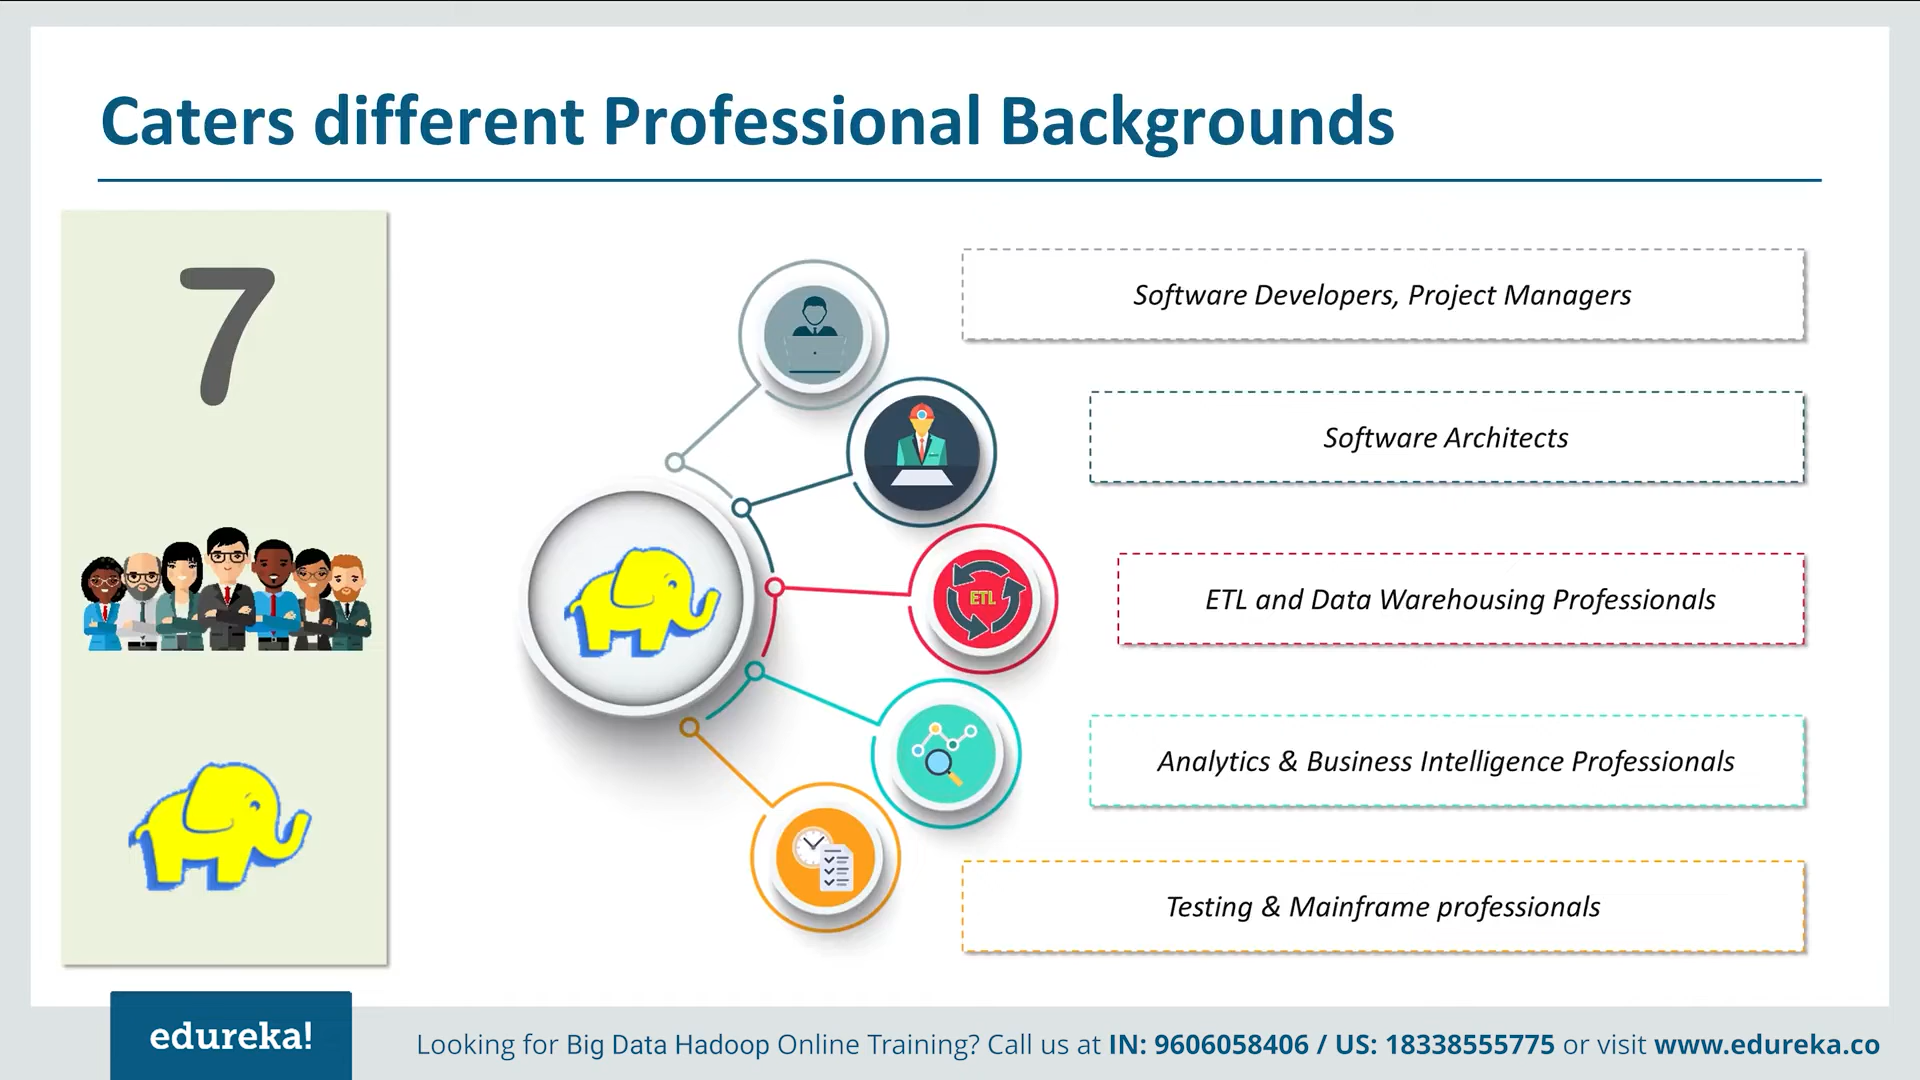 Caters different Professional Backgrounds
7
Software Developers, Project Managers
Software Architects
ETL
ETL and Data Warehousing Professionals
Analytics & Business Intelligence Professionals
Testing & Mainframe professionals
edureka!
Looking for Big Data Hadoop Online Training? Call us at IN: 9606058406 / US: 18338555775 or visit www.edureka.co